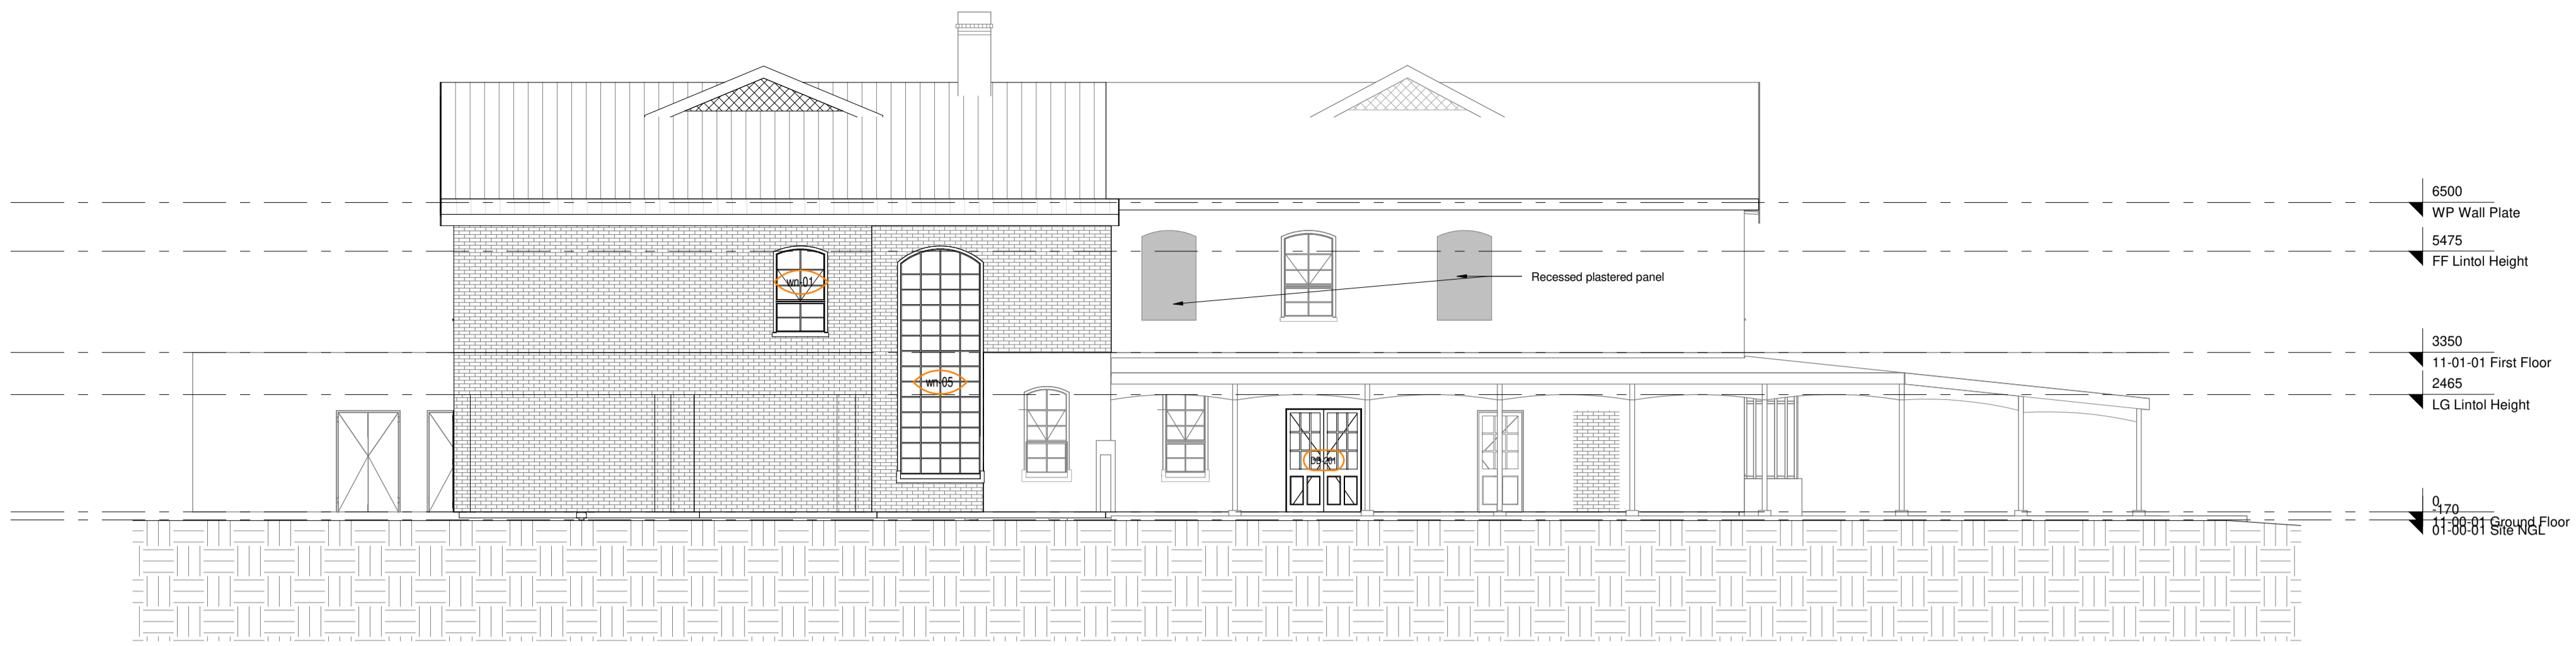 6500
WP Wall Plate
5475
FF Lintol Height
wn-01
Recessed plastered panel
3350
11-01-01 First Floor
wn-05
2465
LG Lintol Height
0
-170
11-00-01 Ground Floor
01-00-01 Site NGL